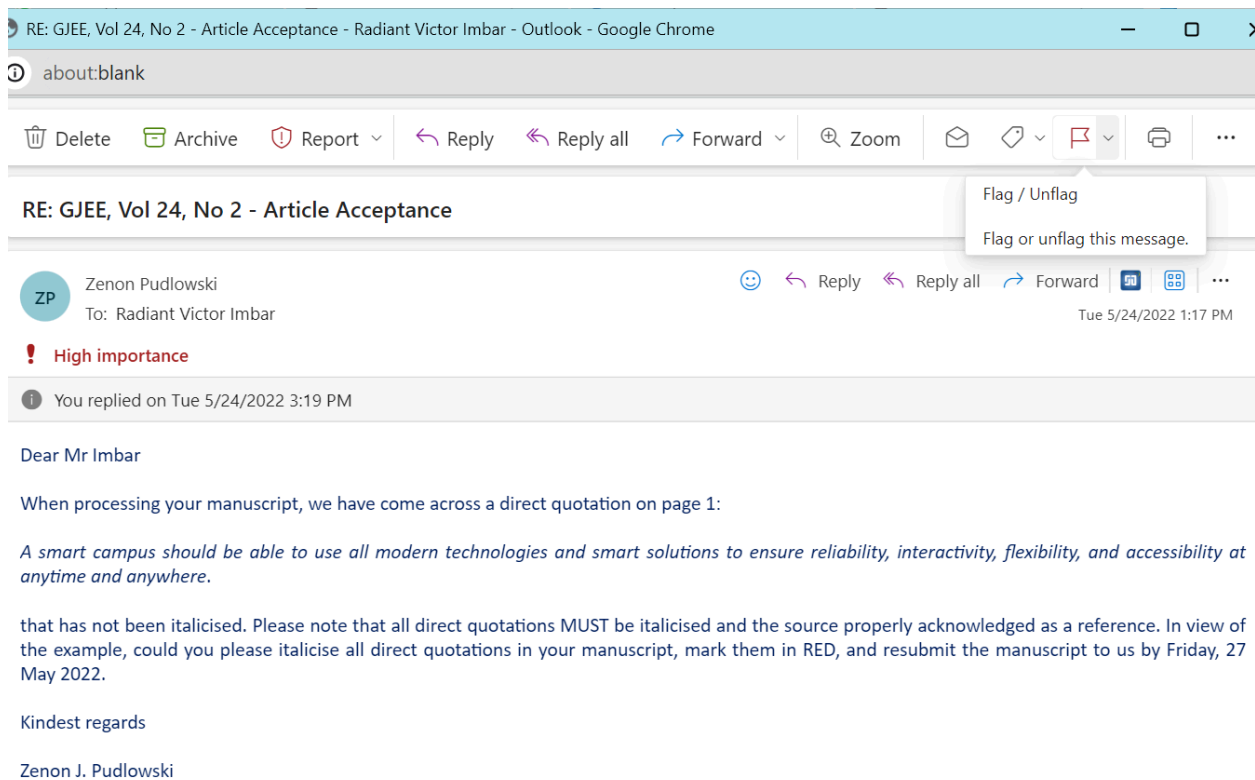 RE: GJEE, Vol 24, No 2 - Article Acceptance - Radiant Victor Imbar - Outlook - Google Chrome
about:blank
Delete Archive Report Reply Reply all Forward Zoom
Flag / Unflag
RE: GJEE, Vol 24, No 2 - Article Acceptance
Flag or unflag this message.
ZP
Zenon Pudlowski
Reply Reply all Forward
To: Radiant Victor Imbar
Tue 5/24/2022 1:17 PM
High importance
You replied on Tue 5/24/2022 3:19 PM
Dear Mr Imbar
When processing your manuscript, we have come across a direct quotation on page 1:
A smart campus should be able to use all modern technologies and smart solutions to ensure reliability, interactivity, flexibility, and accessibility at
anytime and anywhere.
that has not been italicised. Please note that all direct quotations MUST be italicised and the source properly acknowledged as a reference. In view of
the example, could you please italicise all direct quotations in your manuscript, mark them in RED, and resubmit the manuscript to us by Friday, 27
May 2022.
Kindest regards
Zenon J. Pudlowski